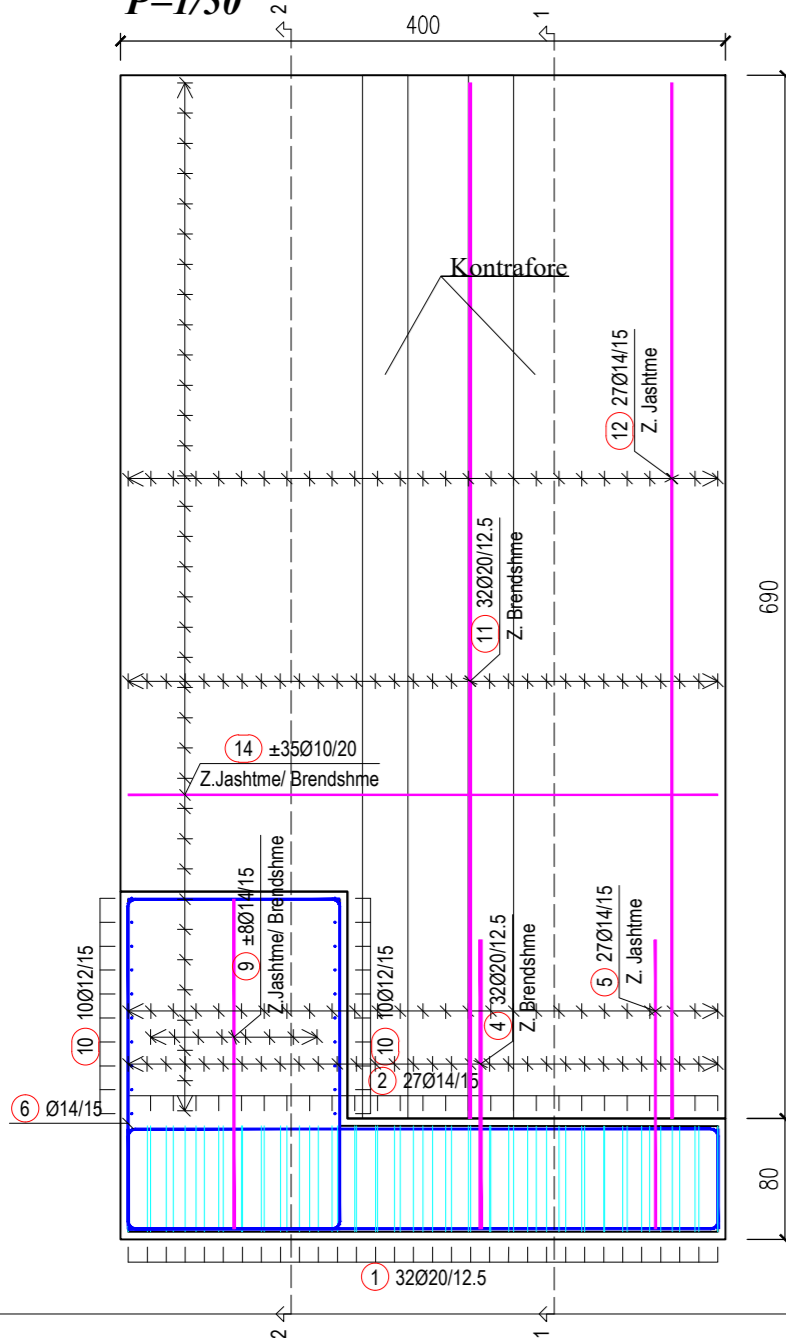 P=1/50
2
1
400
Kontrafore
12 27Ø14/15
Z. Jashtme
11 32Ø20/12.5
Z. Brendshme
690
14 ±35Ø10/20
Z.Jashtme/ Brendshme
9 ±8Ø14/15
Z.Jashtme/ Brendshme
10 10Ø12/15
10 10Ø12/15
4 32Ø20/12.5
Z. Brendshme
5 27Ø14/15
Z. Jashtme
2 27Ø14/15
6 Ø14/15
80
1 32Ø20/12.5
2
1